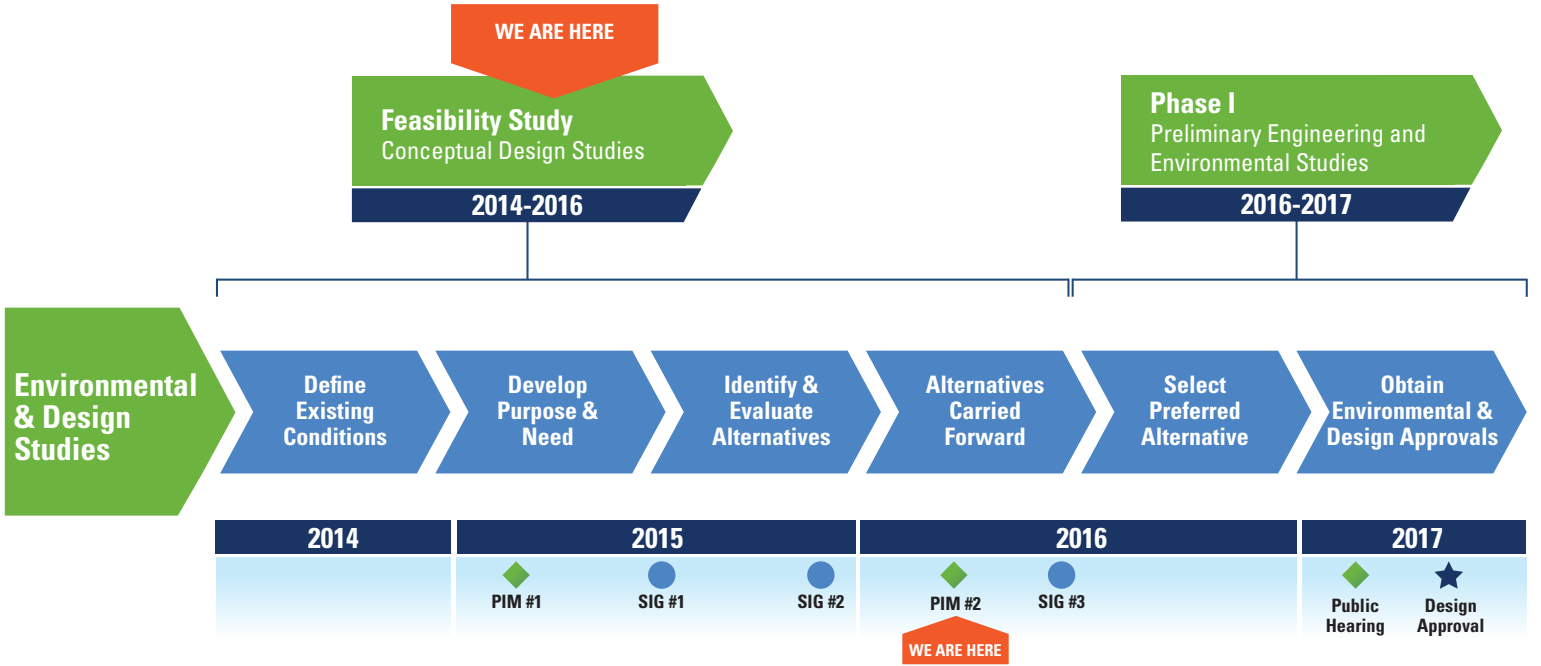 WE ARE HERE
Feasibility Study
Conceptual Design Studies
2014-2016
Phase I
Preliminary Engineering and
Environmental Studies
2016-2017
Environmental
& Design
Studies
Define
Existing
Conditions
Develop
Purpose &
Need
Identify &
Evaluate
Alternatives
Alternatives
Carried
Forward
Select
Preferred
Alternative
Obtain
Environmental &
Design Approvals
2014
2015
2016
2017
PIM #1
SIG #1
SIG #2
PIM #2
SIG #3
Public
Hearing
Design
Approval
WE ARE HERE